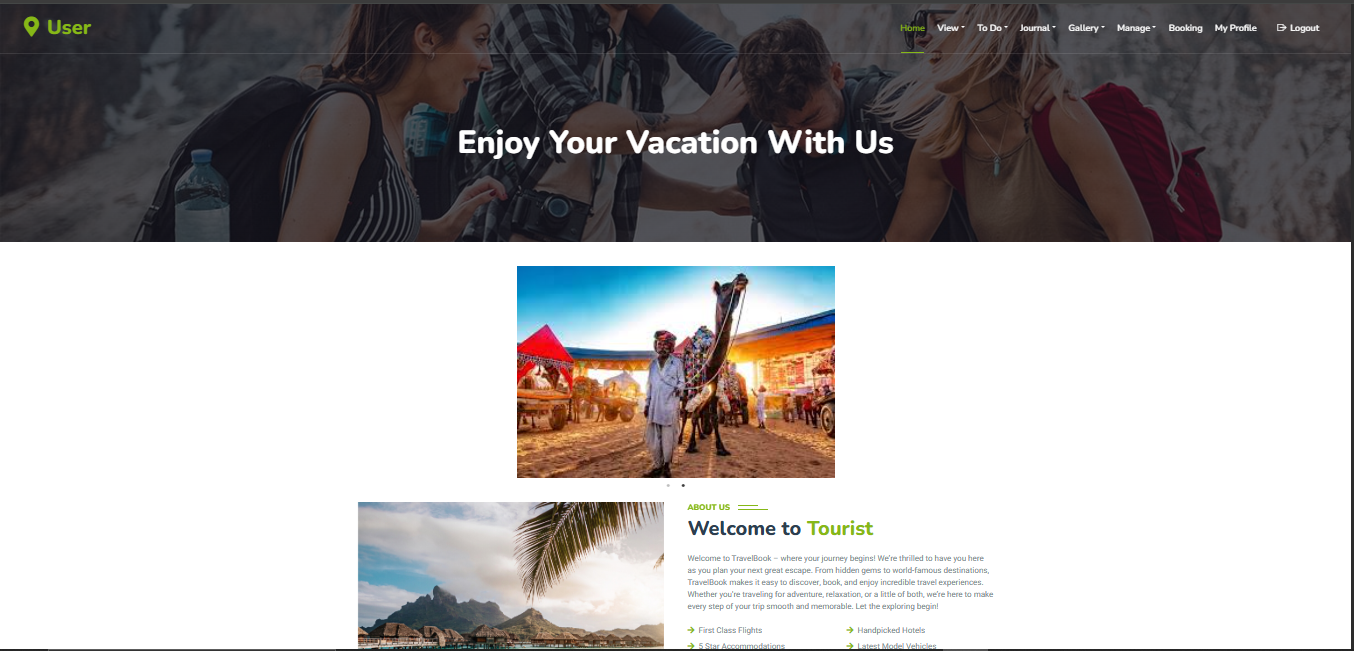 User
Home View To Do Journal Gallery Manage Booking My Profile Logout
Enjoy Your Vacation With Us
ABOUT US
Welcome to Tourist
Welcome to TravelBook – where your journey begins! We're thrilled to have you here
as you plan your next great escape. From hidden gems to world-famous destinations,
TravelBook makes it easy to discover, book, and enjoy incredible travel experiences.
Whether you're traveling for adventure, relaxation, or a little of both, we're here to make
every step of your trip smooth and memorable. Let the exploring begin!
First Class Flights Handpicked Hotels
5 Star Accommodations Latest Model Vehicles